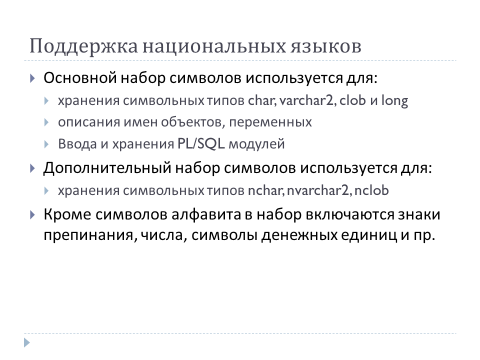 Поддержка национальных языков
Основной набор символов используется для:
хранения символьных типов char, varchar2, clob и long
описания имен объектов, переменных
Ввода и хранения PL/SQL модулей
Дополнительный набор символов используется для:
хранения символьных типов nchar, nvarchar2, nclob
Кроме символов алфавита в набор включаются знаки
препинания, числа, символы денежных единиц и пр.